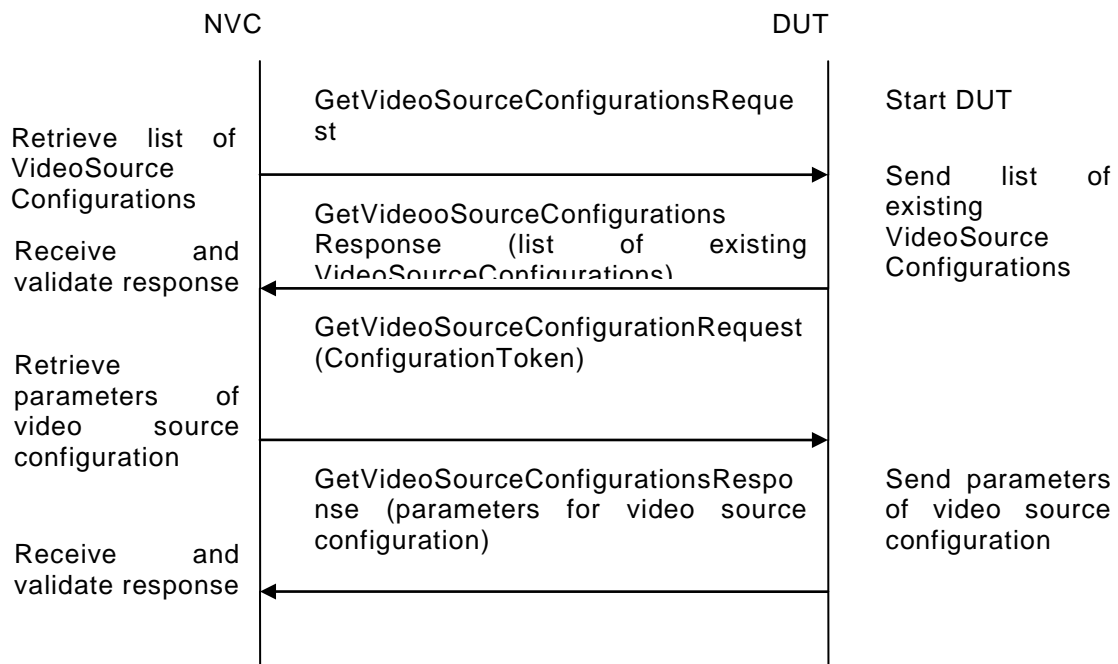 NVC
DUT
GetVideoSourceConfigurationsReque
st
Start DUT
Retrieve list of
VideoSource
Configurations
Send list of
existing
VideoSource
Configurations
GetVideooSourceConfigurations
Response (list of existing
VideoSourceConfigurations)
Receive and
validate response
GetVideoSourceConfigurationRequest
(ConfigurationToken)
Retrieve
parameters of
video source
configuration
GetVideoSourceConfigurationsRespo
nse (parameters for video source
configuration)
Send parameters
of video source
configuration
Receive and
validate response